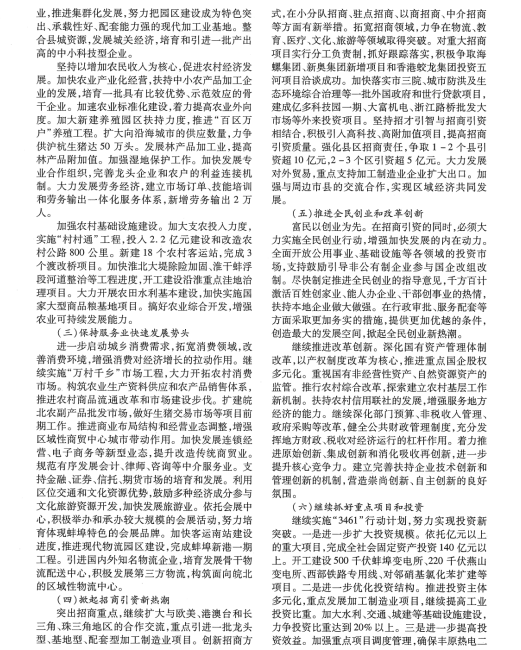 业,推进集群化发展,努力把园区建设成为特色突
出、承载性好、配套能力强的现代加工业基地。整
合县城资源,发展城关经济,培育和引进一批产出
高的中小科技型企业。
坚持以增加农民收入为核心,促进农村经济发
展。加快农业产业化经营,扶持中小农产品加工企
业的发展,培育一批具有比较优势、示范效应的骨
干企业。加速农业标准化建设,着力提高农业外向
度。加大新建养殖园区扶持力度,推进“百区万
户”养殖工程。扩大向沿海城市的供应数量,力争
供沪杭生猪达50万头。发展林产品加工业,提高
林产品附加值。加强湿地保护工作。加快发展专
业合作组织,完善龙头企业和农户的利益连接机
制。大力发展劳务经济,建立市场订单、技能培训
和劳务输出一体化服务体系,新增劳务输出2万
人。
加强农村基础设施建设。加大支农投入力度,
实施“村村通”工程,投入2.2亿元建设和改造农
村公路800公里。新建18个农村客运站,完成3
个渡改桥项目。加快淮北大堤除险加固、淮干蚌浮
段河道整治等工程进度,开工建设沿淮重点洼地治
理项目。大力开展农田水利基本建设,加快实施国
家大型商品粮基地项目。搞好农业综合开发,增强
农业可持续发展能力。
(三)保持服务业快速发展势头
进一步启动城乡消费需求,拓宽消费领域,改
善消费环境,增强消费对经济增长的拉动作用。继
续实施“万村千乡”市场工程,大力开拓农村消费
市场。构筑农业生产资料供应和农产品销售体系,
推进农村商品流通改革和市场建设步伐。扩建皖
北农副产品批发市场,做好生猪交易市场等项目前
期工作。推进商业布局结构和经营业态调整,增强
区域性商贸中心城市带动作用。加快发展连锁经
营、电子商务等新型业态,提升改造传统商贸业。
规范有序发展会计、律师、咨询等中介服务业。支
持金融、证券、信托、期货市场的培育和发展。利用
区位交通和文化资源优势,鼓励多种经济成分参与
文化旅游资源开发,加快发展旅游业。依托会展中
心,积极举办和承办较大规模的会展活动,努力培
育体现蚌埠特色的会展品牌。加快客运南站建设
进度,推进现代物流园区建设,完成蚌埠新港一期
工程。引进国内外知名物流企业,培育发展骨干物
流配送中心,积极发展第三方物流,构筑面向皖北
的区域性物流中心。
(四)掀起招商引资新热潮
突出招商重点,继续扩大与欧美、港澳台和长
三角、珠三角地区的合作交流,重点引进一批龙头
型、基地型、配套型加工制造业项目。创新招商方
式,在小分队招商、驻点招商、以商招商、中介招商
等方面有新举措。拓宽招商领域,力争在物流、教
育、医疗、文化、旅游等领域取得突破。对重大招商
项目实行分工负责制,抓好跟踪落实,积极争取海
螺集团、新奥集团新增项目和香港蛟龙集团投资五
河项目洽谈成功。加快落实市三院、城市防洪及生
态环境综合治理等一批外国政府和世行贷款项目,
建成亿多科技园一期、大富机电、浙江路桥批发大
市场等外来投资项目。坚持招才引智与招商引资
相结合,积极引入高科技、高附加值项目,提高招商
引资质量。强化县区招商责任,争取1-2个县引
资超10亿元,2-3个区引资超5亿元。大力发展
对外贸易,重点支持加工制造业企业扩大出口。加
强与周边市县的交流合作,实现区域经济共同发
展。
(五)推进全民创业和改革创新
富民以创业为先。在招商引资的同时,必须大
力实施全民创业行动,增强加快发展的内在动力。
全面开放公用事业、基础设施等各领域的投资市
场,支持鼓励引导非公有制企业参与国企改组改
制。尽快制定推进全民创业的指导意见,千方百计
激活百姓创家业、能人办企业、干部创事业的热情,
扶持本地企业做大做强。在行政审批、服务配套等
方面采取更加务实的措施,提供更加优越的条件,
创造最大的发展空间,掀起全民创业新热潮。
继续推进改革创新。深化国有资产管理体制
改革,以产权制度改革为核心,推进重点国企股权
多元化。重视国有非经营性资产、自然资源资产的
监管。推行农村综合改革,探索建立农村基层工作
新机制。扶持农村信用联社的发展,增强服务地方
经济的能力。继续深化部门预算、非税收入管理、
政府采购等改革,健全公共财政管理制度,充分发
挥地方财政、税收对经济运行的杠杆作用。着力推
进原始创新、集成创新和消化吸收再创新,进一步
提升核心竞争力。建立完善扶持企业技术创新和
管理创新的机制,营造崇尚创新、自主创新的良好
氛围。
(六)继续抓好重点项目和投资
继续实施“3461”行动计划,努力实现投资新
突破。一是进一步扩大投资规模。依托亿元以上
的重大项目,完成全社会固定资产投资140亿元以
上。开工建设500千伏蚌埠变电所、220千伏燕山
变电所、西部铁路专用线、对邻硝基氯化苯扩建等
项目。二是进一步优化投资结构。推进投资主体
多元化,重点发展加工制造业项目,继续提高工业
投资比重。加大水利、交通、城建等基础设施建设,
力争投资比重达到20%以上。三是进一步提高投
资效益。加强重点项目调度管理,确保丰原热电二